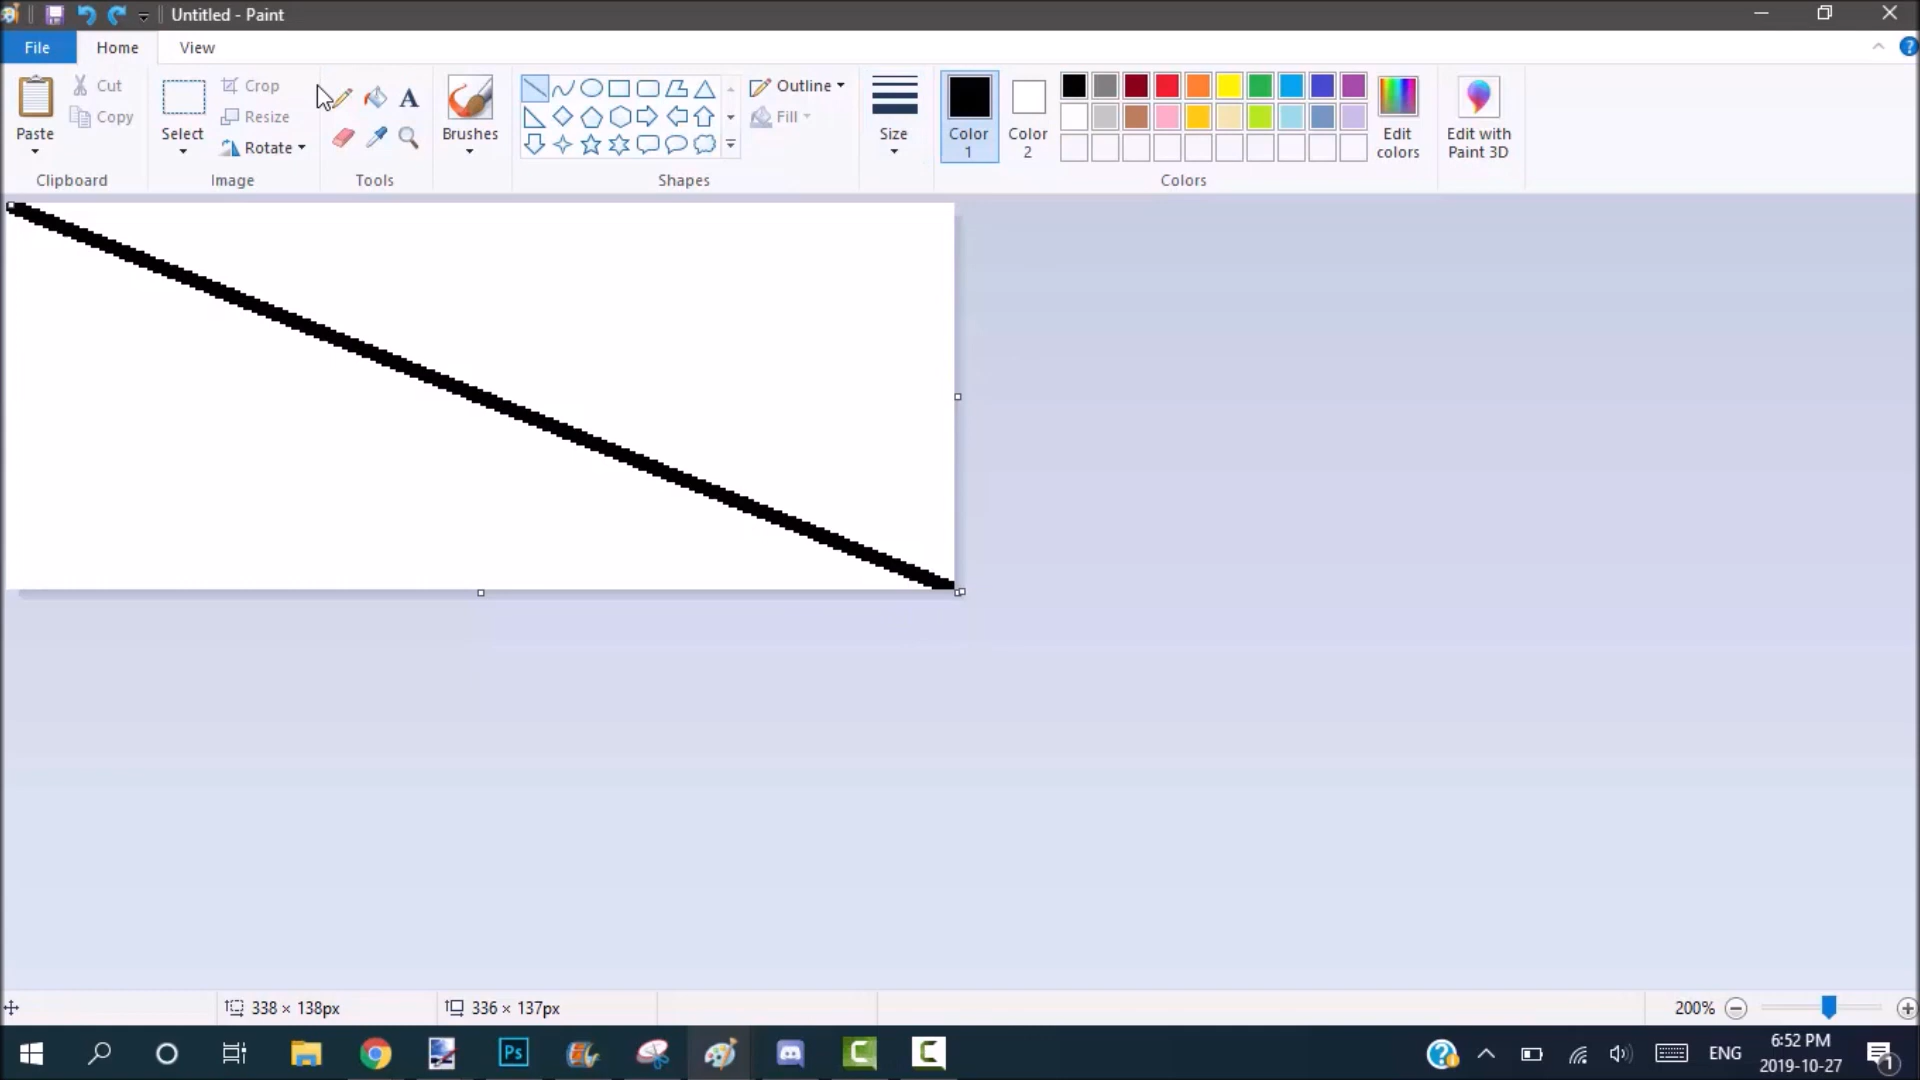 Untitled - Paint
File Home View
Paste
Cut
Copy
Clipboard
Select
Crop
Resize
Rotate
Image
A
Tools
Brushes
Shapes
Outline
Fill
Size
Color 1
Color 2
Colors
Edit colors
Edit with Paint 3D
338 × 138px
336 × 137px
200%
Ps
ENG
6:52 PM
2019-10-27
1